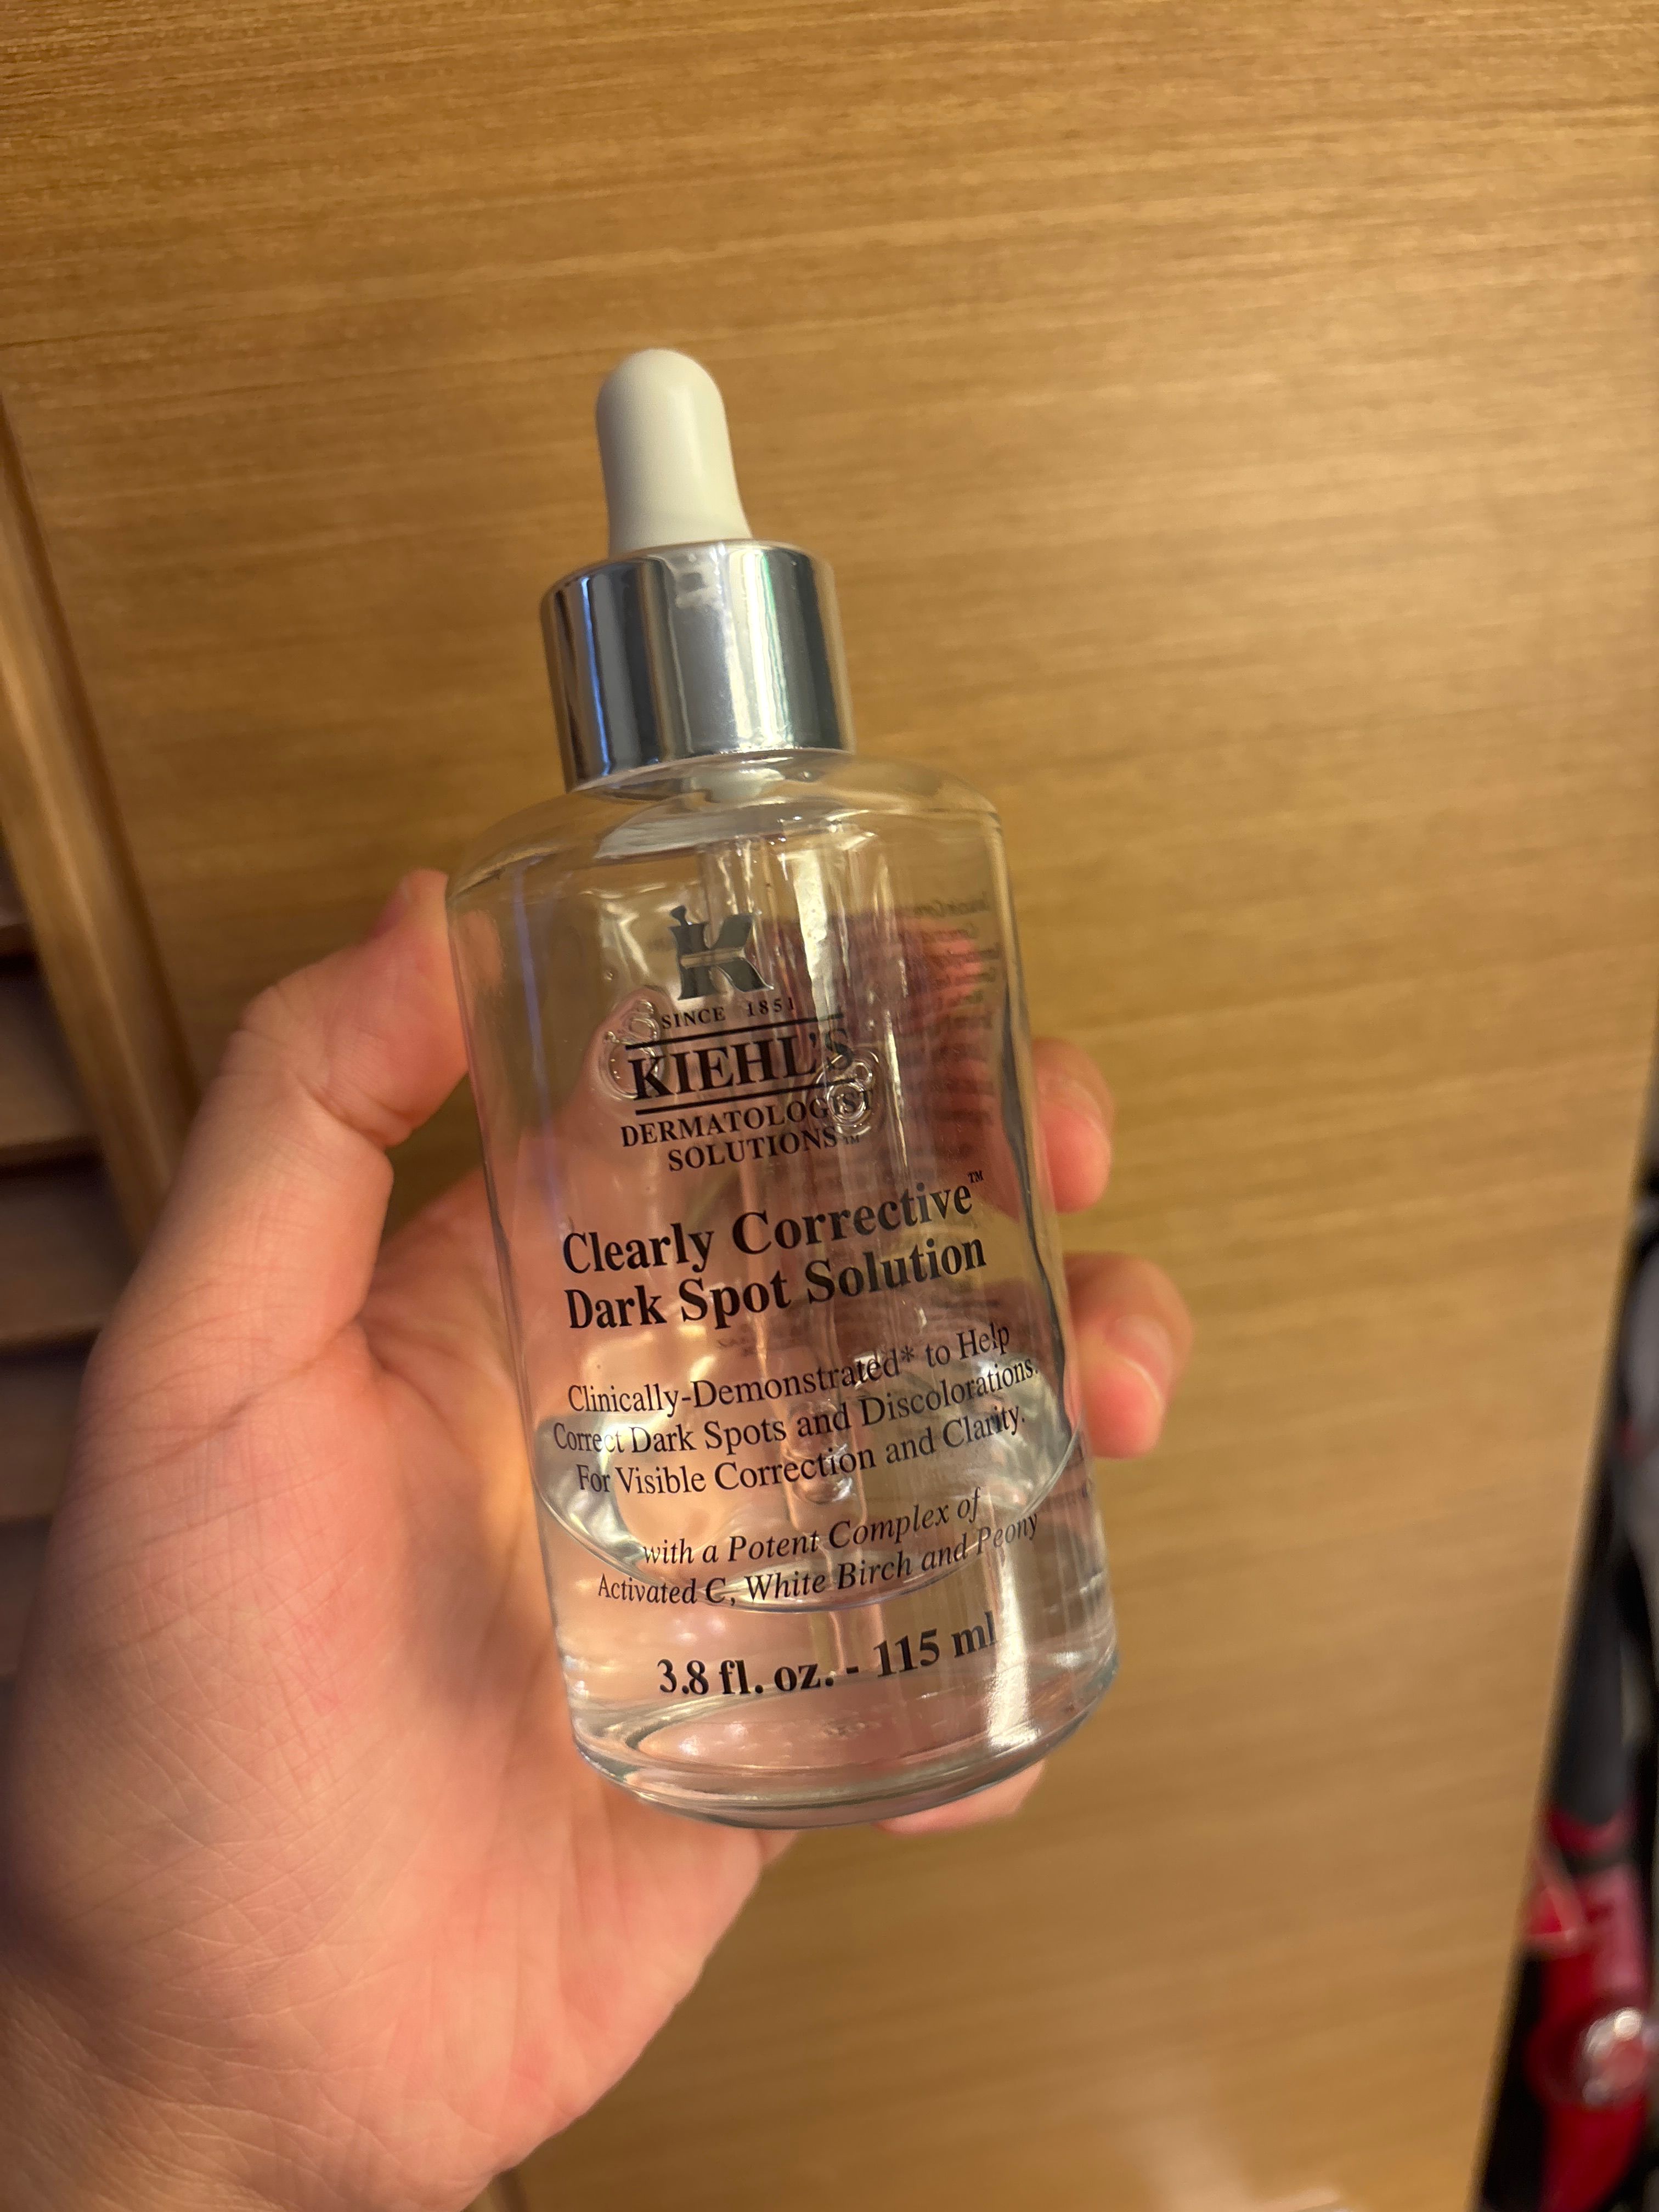 K
SINCE 1851
KIEHL'S
DERMATOLOGIST
SOLUTIONS™
Clearly Corrective™
Dark Spot Solution
Clinically-Demonstrated* to Help
Correct Dark Spots and Discolorations.
For Visible Correction and Clarity.
with a Potent Complex of
Activated C, White Birch and Peony
3.8 fl. oz. - 115 ml